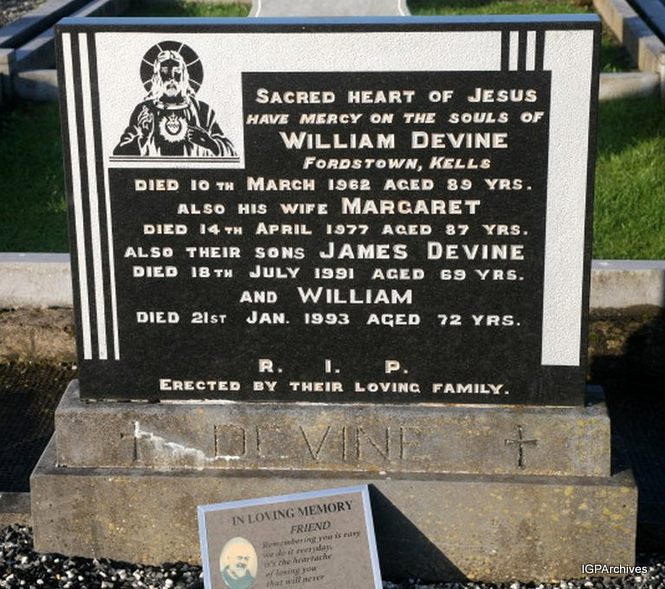 SACRED HEART OF JESUS
HAVE MERCY ON THE SOULS OF
WILLIAM DEVINE
FORDSTOWN, KELLS
DIED 10TH MARCH 1962 AGED 89 YRS.
ALSO HIS WIFE MARGARET
DIED 14TH APRIL 1977 AGED 87 YRS.
ALSO THEIR SONS JAMES DEVINE
DIED 18TH JULY 1991 AGED 69 YRS.
AND WILLIAM
DIED 21ST JAN. 1993 AGED 72 YRS.
R. I. P.
ERECTED BY THEIR LOVING FAMILY.
DEVINE
IN LOVING MEMORY
FRIEND
Remembering you is easy
we do it everyday,
it's the heartache
of losing you
that will never
IGPArchives